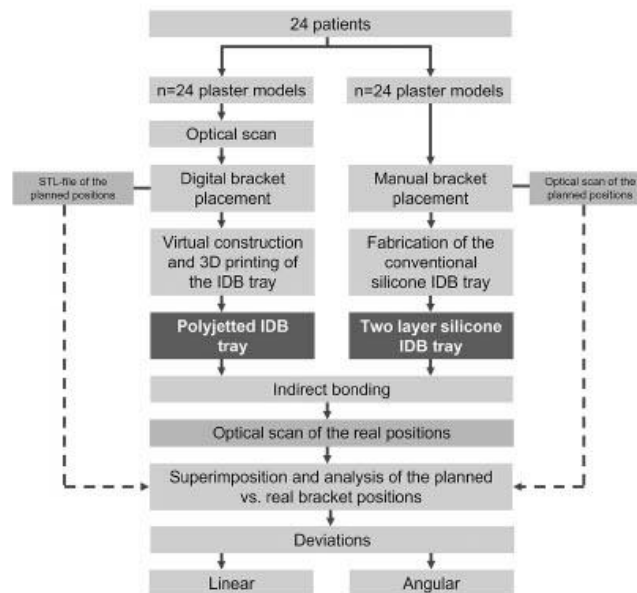 24 patients
n=24 plaster models
n=24 plaster models
Optical scan
STL-file of the
planned positions
Digital bracket
placement
Manual bracket
placement
Optical scan of the
planned positions
Virtual construction
and 3D printing of
the IDB tray
Fabrication of the
conventional
silicone IDB tray
Polyjetted IDB
tray
Two layer silicone
IDB tray
Indirect bonding
Optical scan of the real positions
Superimposition and analysis of the planned
vs. real bracket positions
Deviations
Linear
Angular